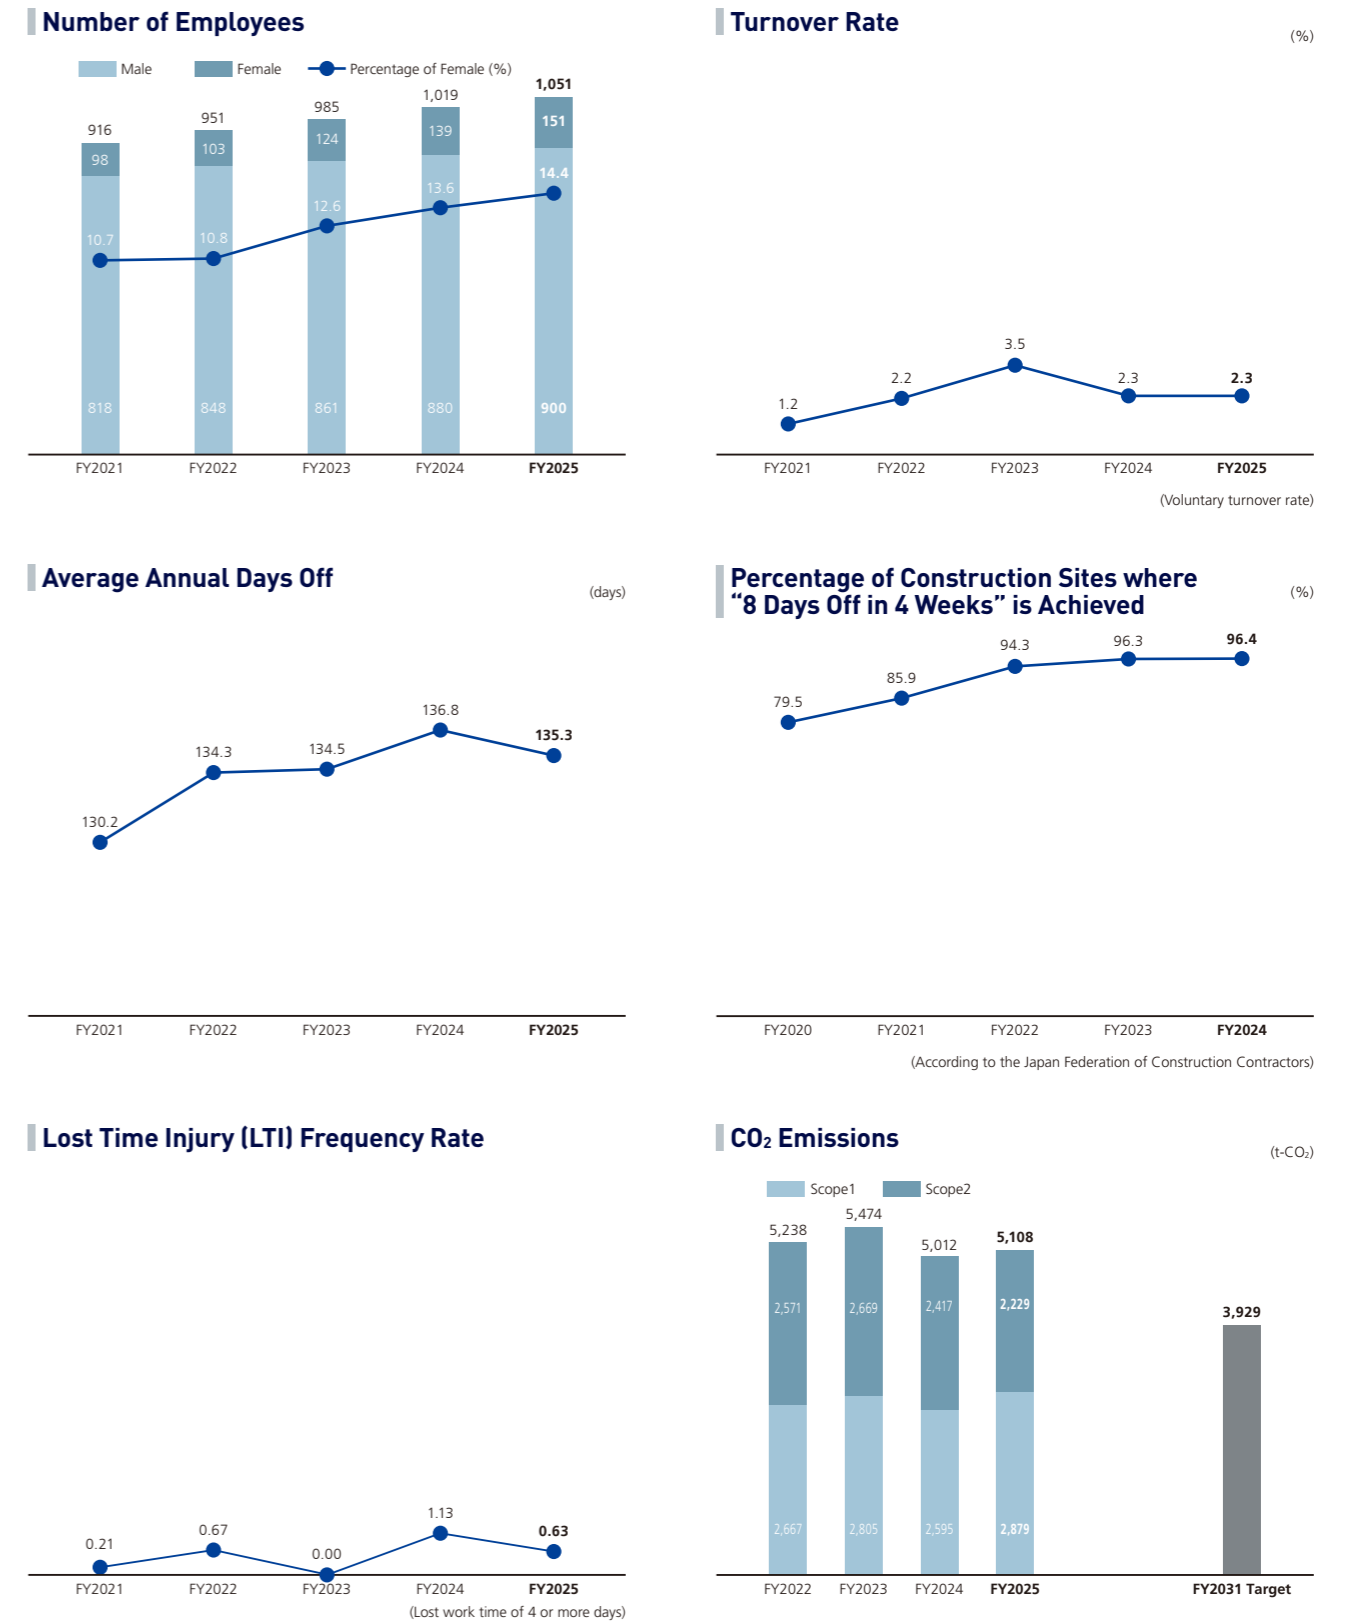 Number of Employees
Male Female Percentage of Female (%)
916 951 985 1,019 1,051
98 103 124 139 151
10.7 10.8 12.6 13.6 14.4
818 848 861 880 900
FY2021 FY2022 FY2023 FY2024 FY2025
Turnover Rate
(%)
1.2 2.2 3.5 2.3 2.3
FY2021 FY2022 FY2023 FY2024 FY2025
(Voluntary turnover rate)
Average Annual Days Off
(days)
130.2 134.3 134.5 136.8 135.3
FY2021 FY2022 FY2023 FY2024 FY2025
Percentage of Construction Sites where
“8 Days Off in 4 Weeks” is Achieved
(%)
79.5 85.9 94.3 96.3 96.4
FY2020 FY2021 FY2022 FY2023 FY2024
(According to the Japan Federation of Construction Contractors)
Lost Time Injury (LTI) Frequency Rate
0.21 0.67 0.00 1.13 0.63
FY2021 FY2022 FY2023 FY2024 FY2025
(Lost work time of 4 or more days)
CO₂ Emissions
(t-CO₂)
Scope1 Scope2
5,238 5,474 5,012 5,108 3,929
2,571 2,669 2,417 2,229
2,667 2,805 2,595 2,879
FY2022 FY2023 FY2024 FY2025 FY2031 Target